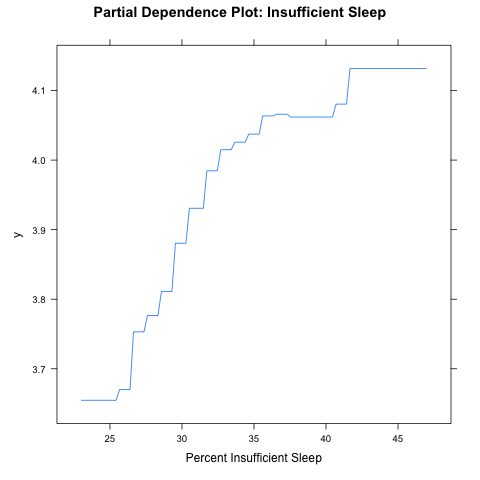 Partial Dependence Plot: Insufficient Sleep
4.1
4.0
3.9
3.8
3.7
y
25 30 35 40 45
Percent Insufficient Sleep